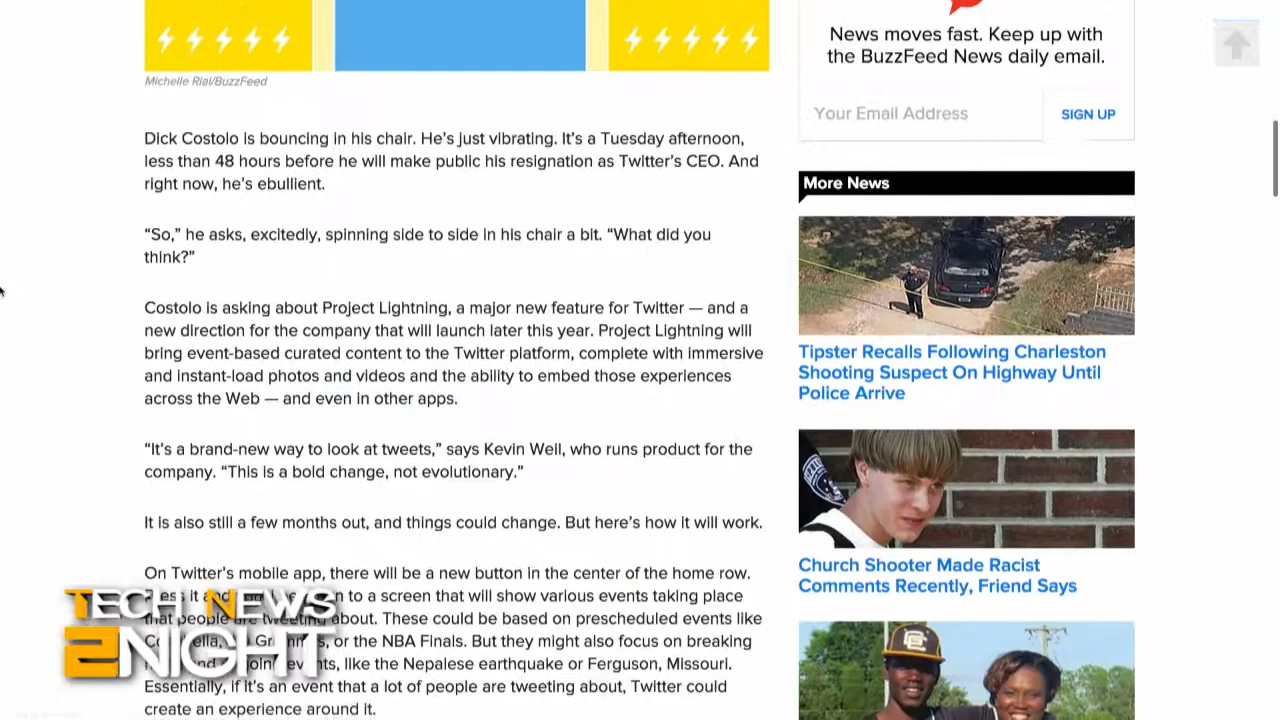 Michelle Rial/BuzzFeed
Dick Costolo is bouncing in his chair. He’s just vibrating. It’s a Tuesday afternoon,
less than 48 hours before he will make public his resignation as Twitter’s CEO. And
right now, he’s ebullient.
“So,” he asks, excitedly, spinning side to side in his chair a bit. “What did you
think?”
Costolo is asking about Project Lightning, a major new feature for Twitter — and a
new direction for the company that will launch later this year. Project Lightning will
bring event-based curated content to the Twitter platform, complete with immersive
and instant-load photos and videos and the ability to embed those experiences
across the Web — and even in other apps.
“It’s a brand-new way to look at tweets,” says Kevin Weil, who runs product for the
company. “This is a bold change, not evolutionary.”
It is also still a few months out, and things could change. But here’s how it will work.
On Twitter’s mobile app, there will be a new button in the center of the home row.
it to a screen that will show various events taking place
that people are tweeting about. These could be based on prescheduled events like
or the NBA Finals. But they might also focus on breaking
like the Nepalese earthquake or Ferguson, Missouri.
Essentially, if it’s an event that a lot of people are tweeting about, Twitter could
create an experience around it.
TECH NEWS
2NIGHT
News moves fast. Keep up with
the BuzzFeed News daily email.
Your Email Address
SIGN UP
More News
Tipster Recalls Following Charleston
Shooting Suspect On Highway Until
Police Arrive
Church Shooter Made Racist
Comments Recently, Friend Says